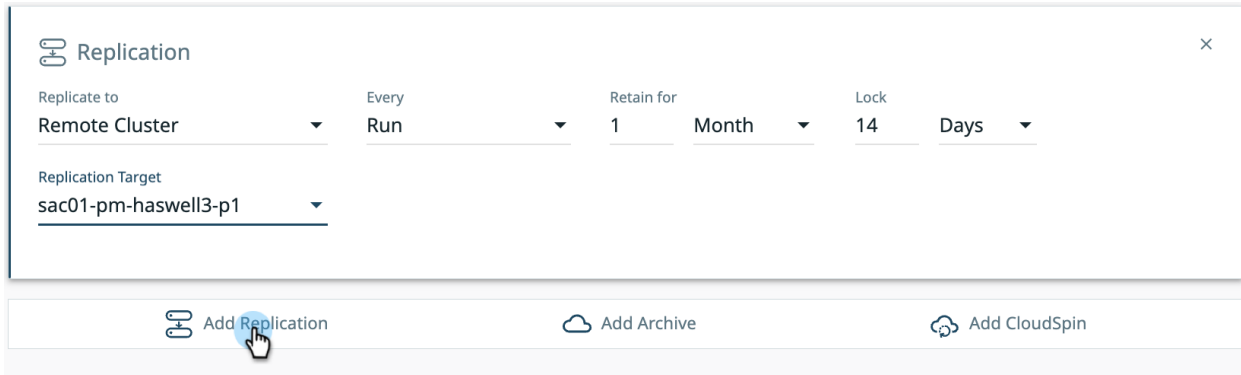 Replication
Replicate to Every Retain for Lock
Remote Cluster Run 1 Month 14 Days
Replication Target
sac01-pm-haswell3-p1
Add Replication Add Archive Add CloudSpin